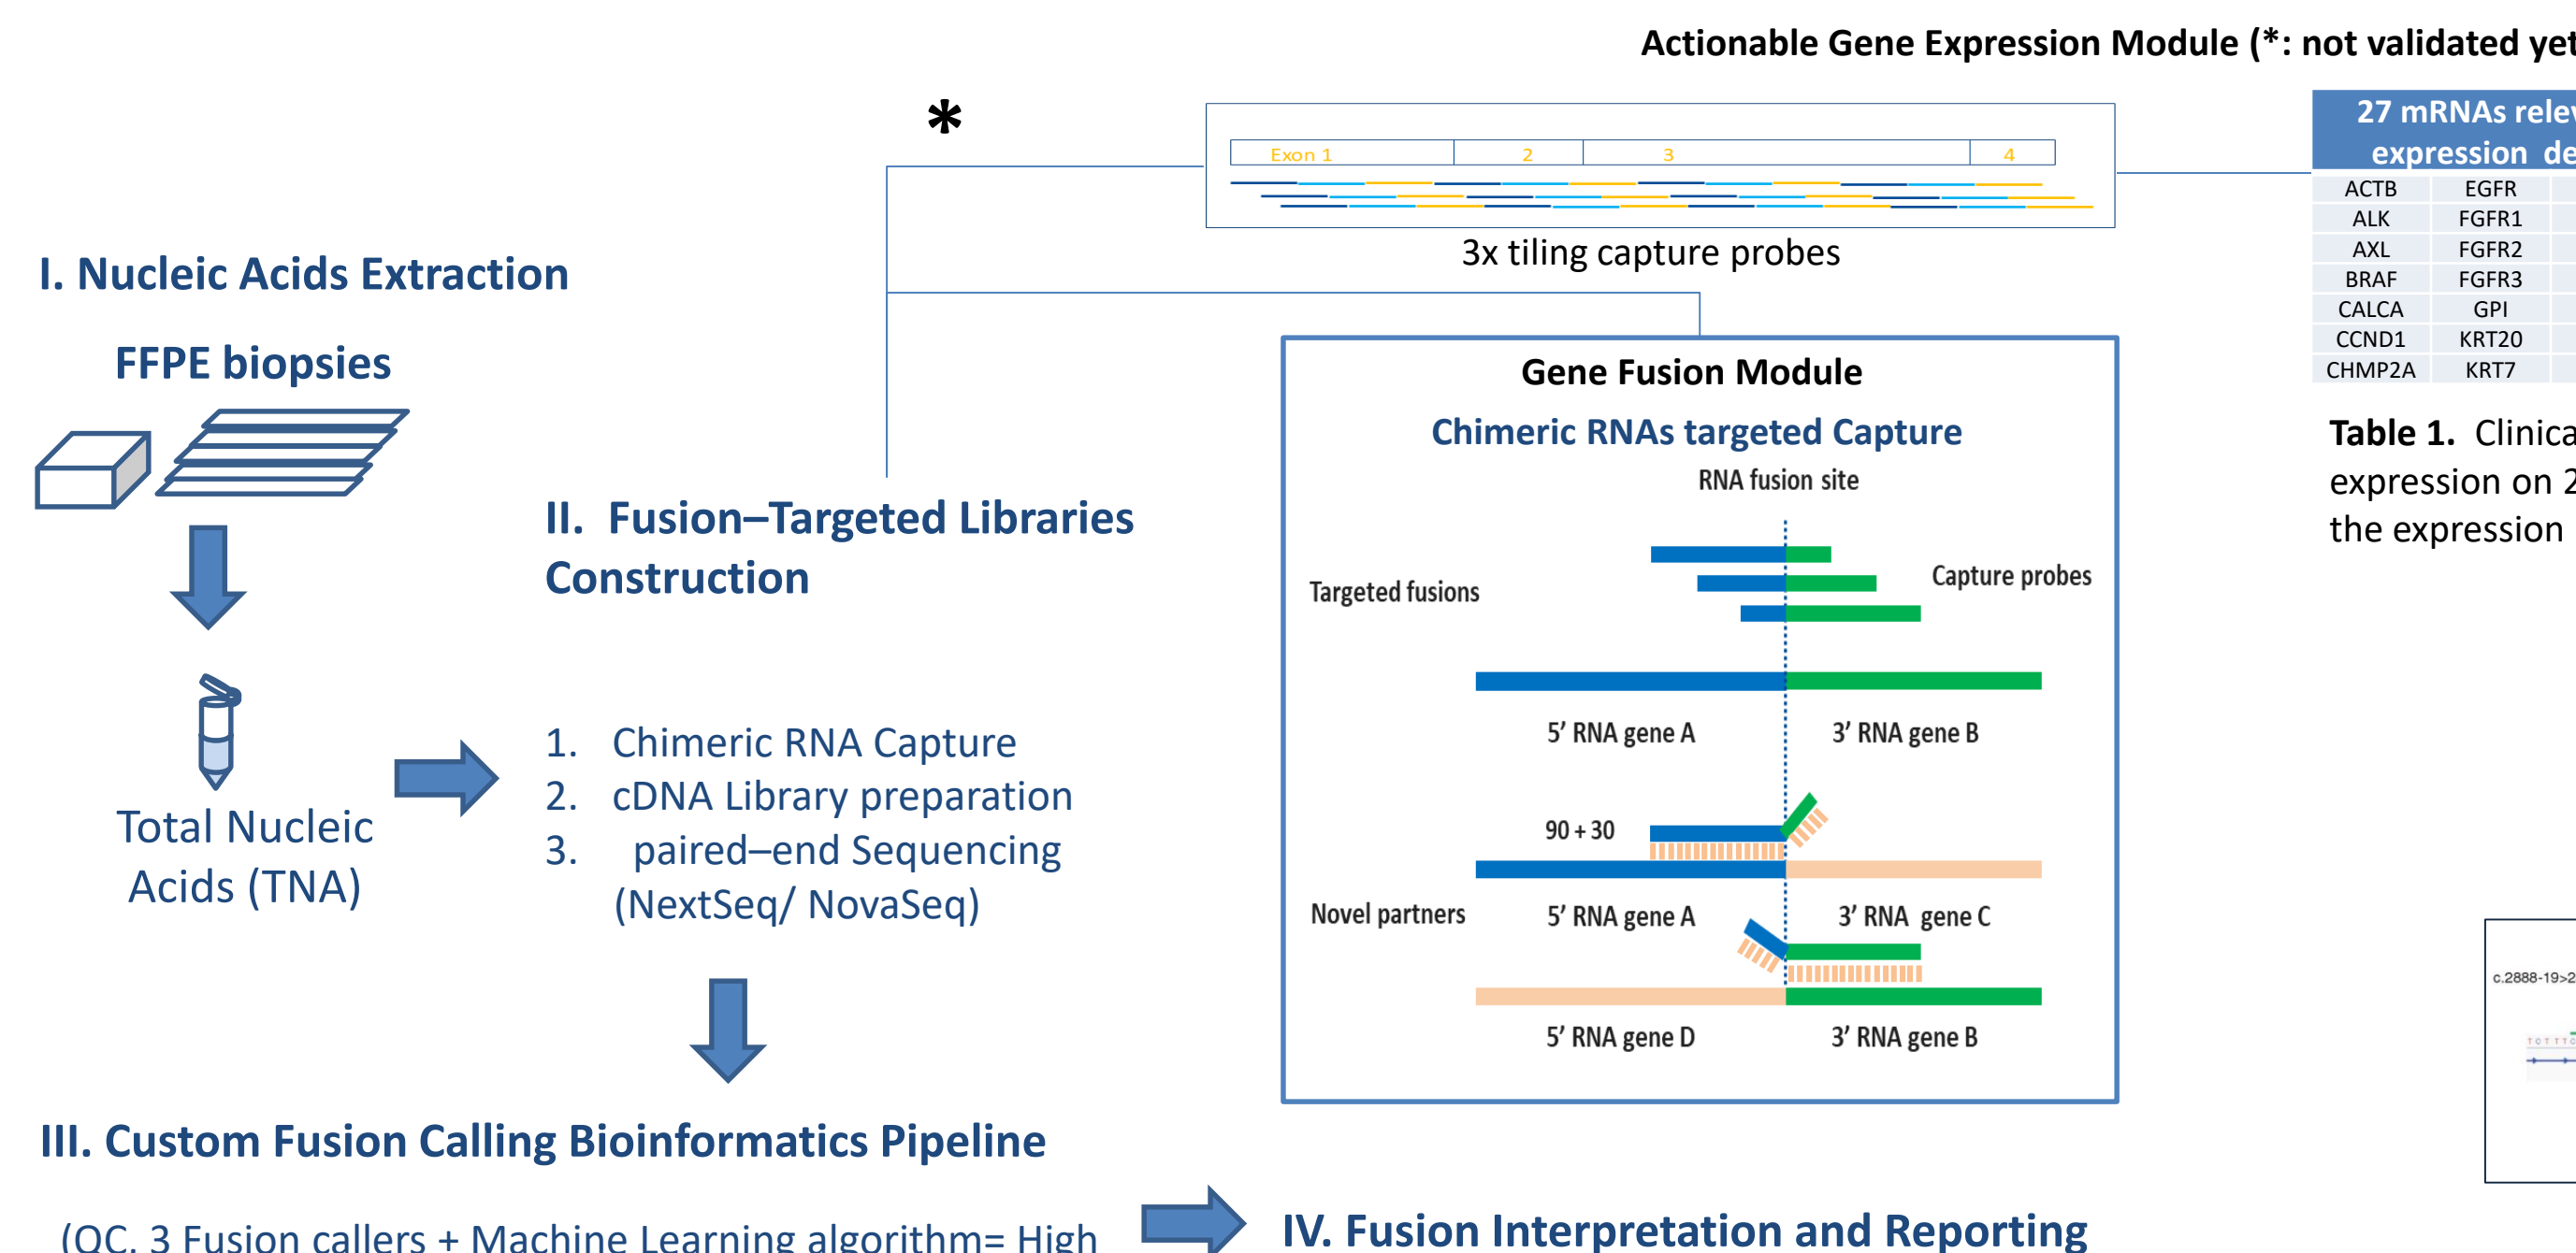 Actionable Gene Expression Module (*: not validated yet
*
Exon 1 2 3 4
3x tiling capture probes
27 mRNAs
expression
ACTB EGFR
ALK FGFR1
AXL FGFR2
BRAF FGFR3
CALCA GPI
CCND1 KRT20
CHMP2A KRT7
Table 1.
expression on
the expression
I. Nucleic Acids Extraction
FFPE biopsies
Total Nucleic
Acids (TNA)
II. Fusion–Targeted Libraries
Construction
1. Chimeric RNA Capture
2. cDNA Library preparation
3. paired–end Sequencing
(NextSeq/ NovaSeq)
Gene Fusion Module
Chimeric RNAs targeted Capture
RNA fusion site
Targeted fusions
Capture probes
5’ RNA gene A 3’ RNA gene B
90 + 30
Novel partners
5’ RNA gene A 3’ RNA gene C
5’ RNA gene D 3’ RNA gene B
c.2888-19>2
III. Custom Fusion Calling Bioinformatics Pipeline
(QC, 3 Fusion callers + Machine Learning algorithm= High
IV. Fusion Interpretation and Reporting